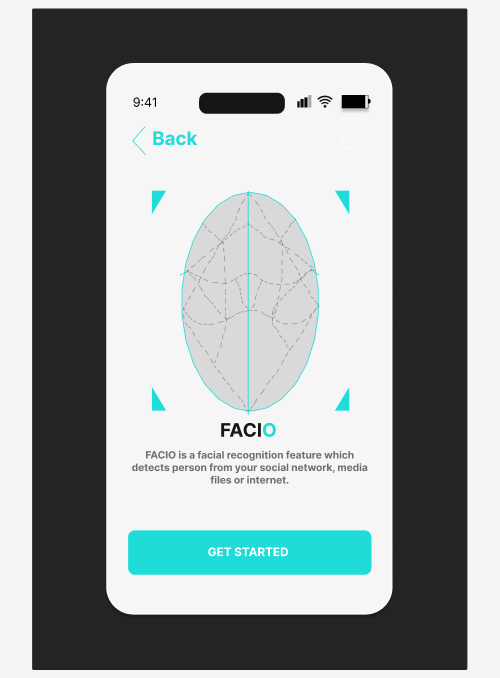 9:41
Back
FACIO
FACIO is a facial recognition feature which
detects person from your social network, media
files or internet.
GET STARTED